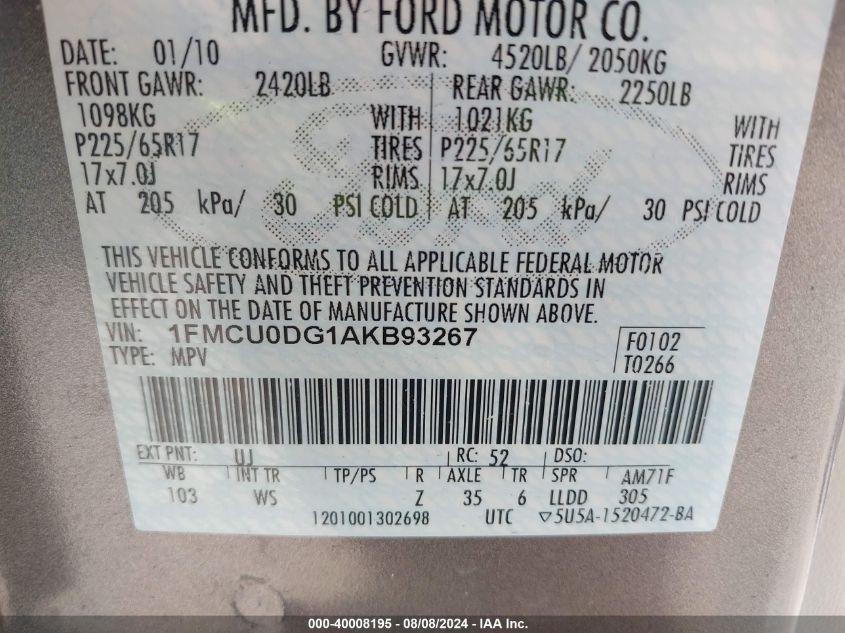 MFD. BY FORD MOTOR CO.
DATE: 01/10 GVWR: 4520LB/ 2050KG
FRONT GAWR: 2420LB REAR GAWR: 2250LB
1098KG WITH 1021KG WITH
P225/65R17 TIRES P225/65R17 TIRES
17x7.0J RIMS 17x7.0J RIMS
AT 205 kPa/ 30 PSI COLD AT 205 kPa/ 30 PSI COLD
Ford
THIS VEHICLE CONFORMS TO ALL APPLICABLE FEDERAL MOTOR
VEHICLE SAFETY AND THEFT PREVENTION STANDARDS IN
EFFECT ON THE DATE OF MANUFACTURE SHOWN ABOVE.
VIN: 1FMCU0DG1AKB93267 F0102
TYPE: MPV T0266
EXT PNT: UJ RC: 52 DSO:
WB INT TR TP/PS R AXLE TR SPR AM71F
103 WS Z 35 6 LLDD 305
1201001302698 UTC ▽5U5A-1520472-BA
000-40008195 - 08/08/2024 - IAA Inc.